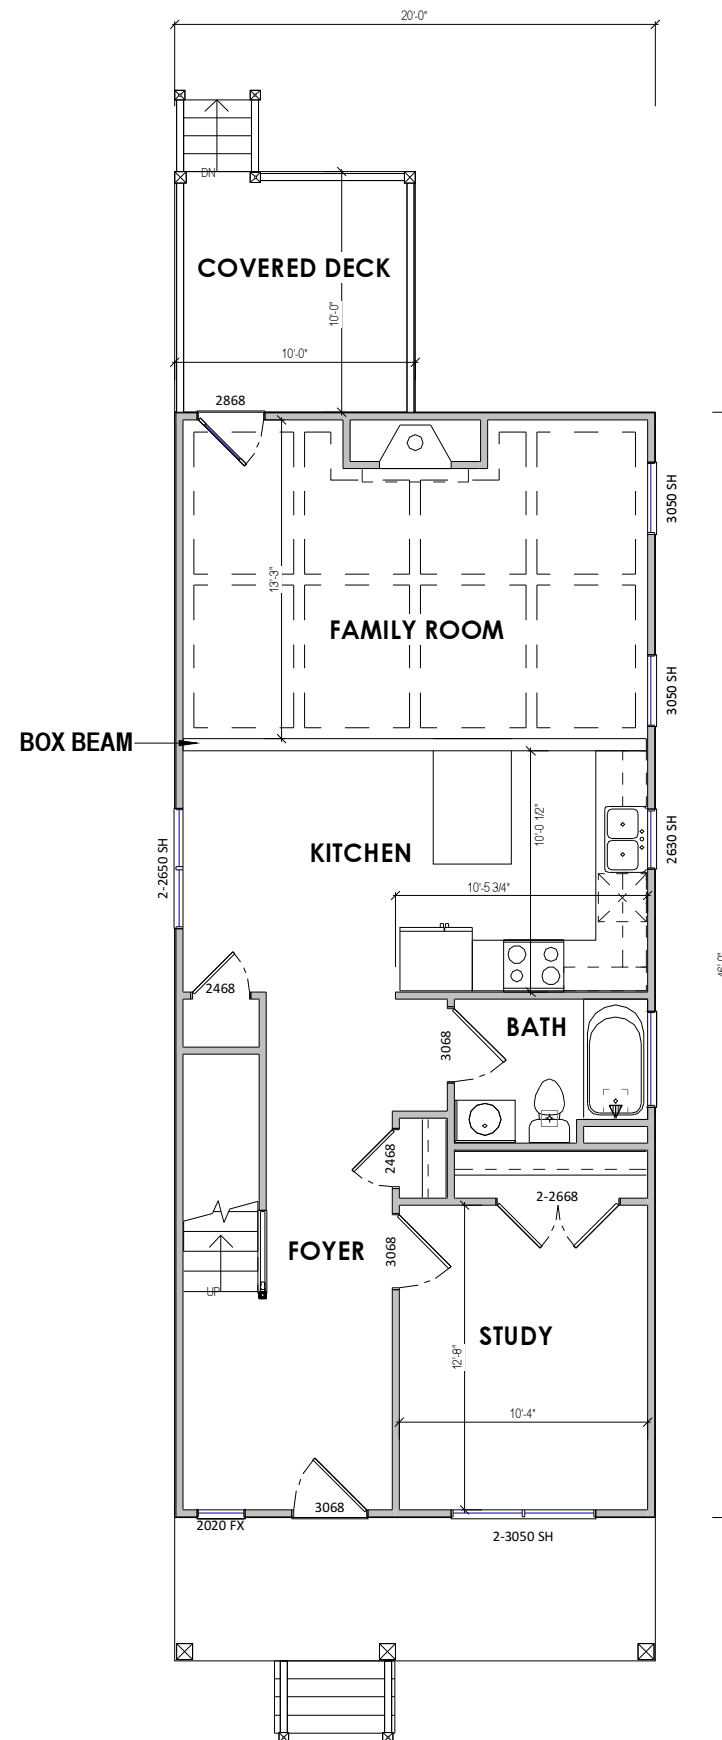 20'-0"
DN
COVERED DECK
10'-0"
10'-0"
2868
3050 SH
13'-3"
FAMILY ROOM
3050 SH
BOX BEAM
2-2650 SH
KITCHEN
10'-0 1/2"
2630 SH
10'-5 3/4"
46'-0"
2468
BATH
3068
2468
2-2668
FOYER
3068
UP
STUDY
12'-8"
10'-4"
3068
2020 FX
2-3050 SH